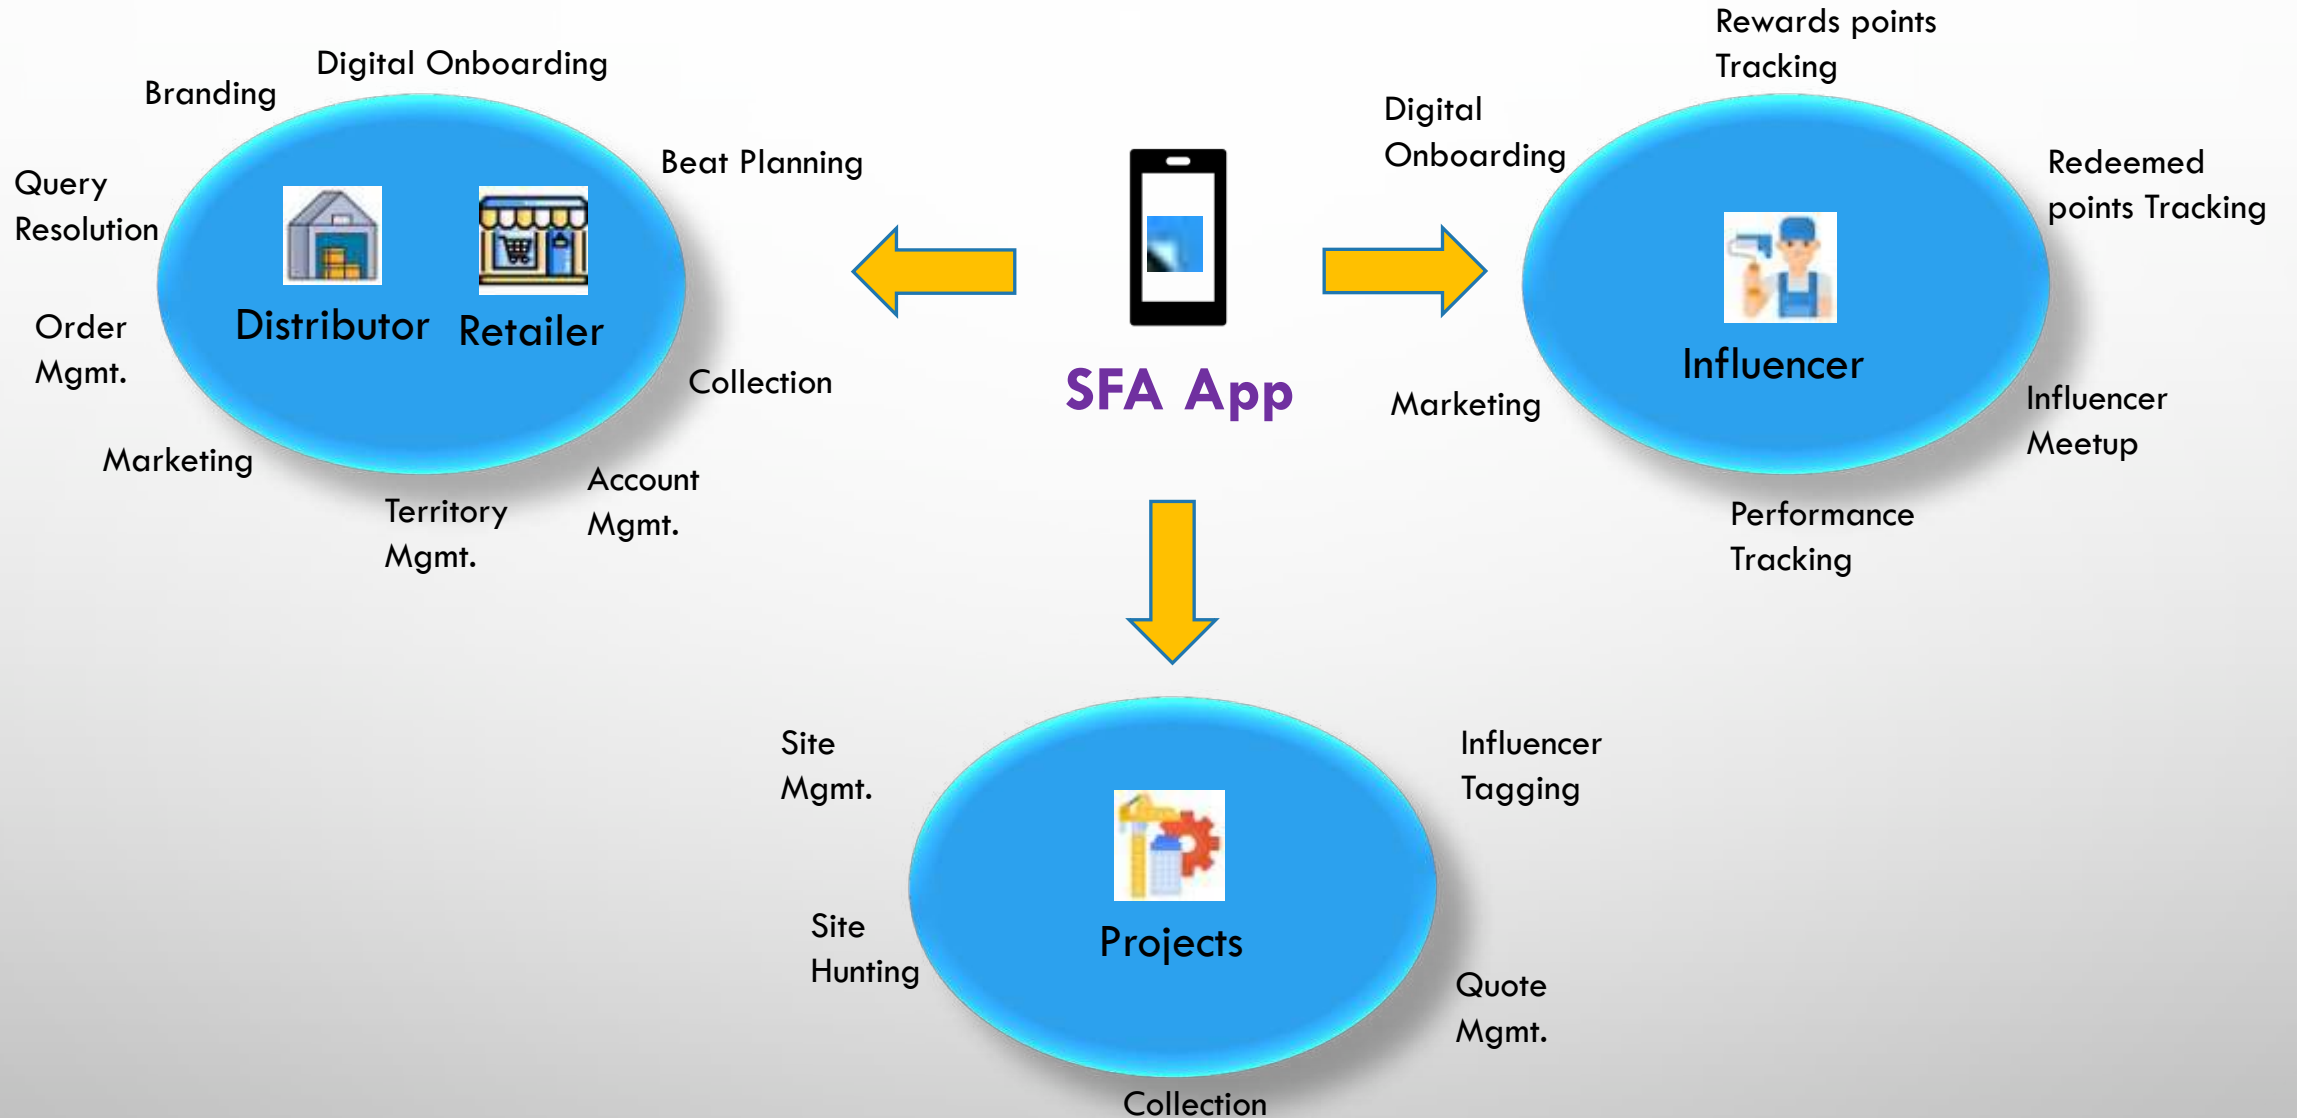 Digital Onboarding
Branding
Beat Planning
Query
Resolution
Distributor
Retailer
Order
Mgmt.
Collection
Marketing
Territory
Mgmt.
Account
Mgmt.
SFA App
Rewards points
Tracking
Digital
Onboarding
Redeemed
points Tracking
Influencer
Marketing
Influencer
Meetup
Performance
Tracking
Site
Mgmt.
Influencer
Tagging
Projects
Site
Hunting
Quote
Mgmt.
Collection